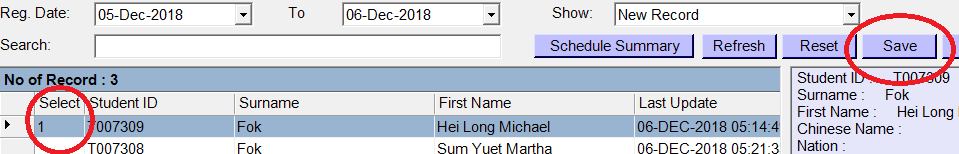 Reg. Date: 05-Dec-2018 To 06-Dec-2018 Show: New Record
Search: Schedule Summary Refresh Reset Save
No of Record : 3
Select Student ID Surname First Name Last Update
1 T007309 Fok Hei Long Michael 06-DEC-2018 05:14:4
T007308 Fok Sum Yuet Martha 06-DEC-2018 05:21:3
Student ID : T007309
Surname : Fok
First Name : Hei Long
Chinese Name :
Nation :